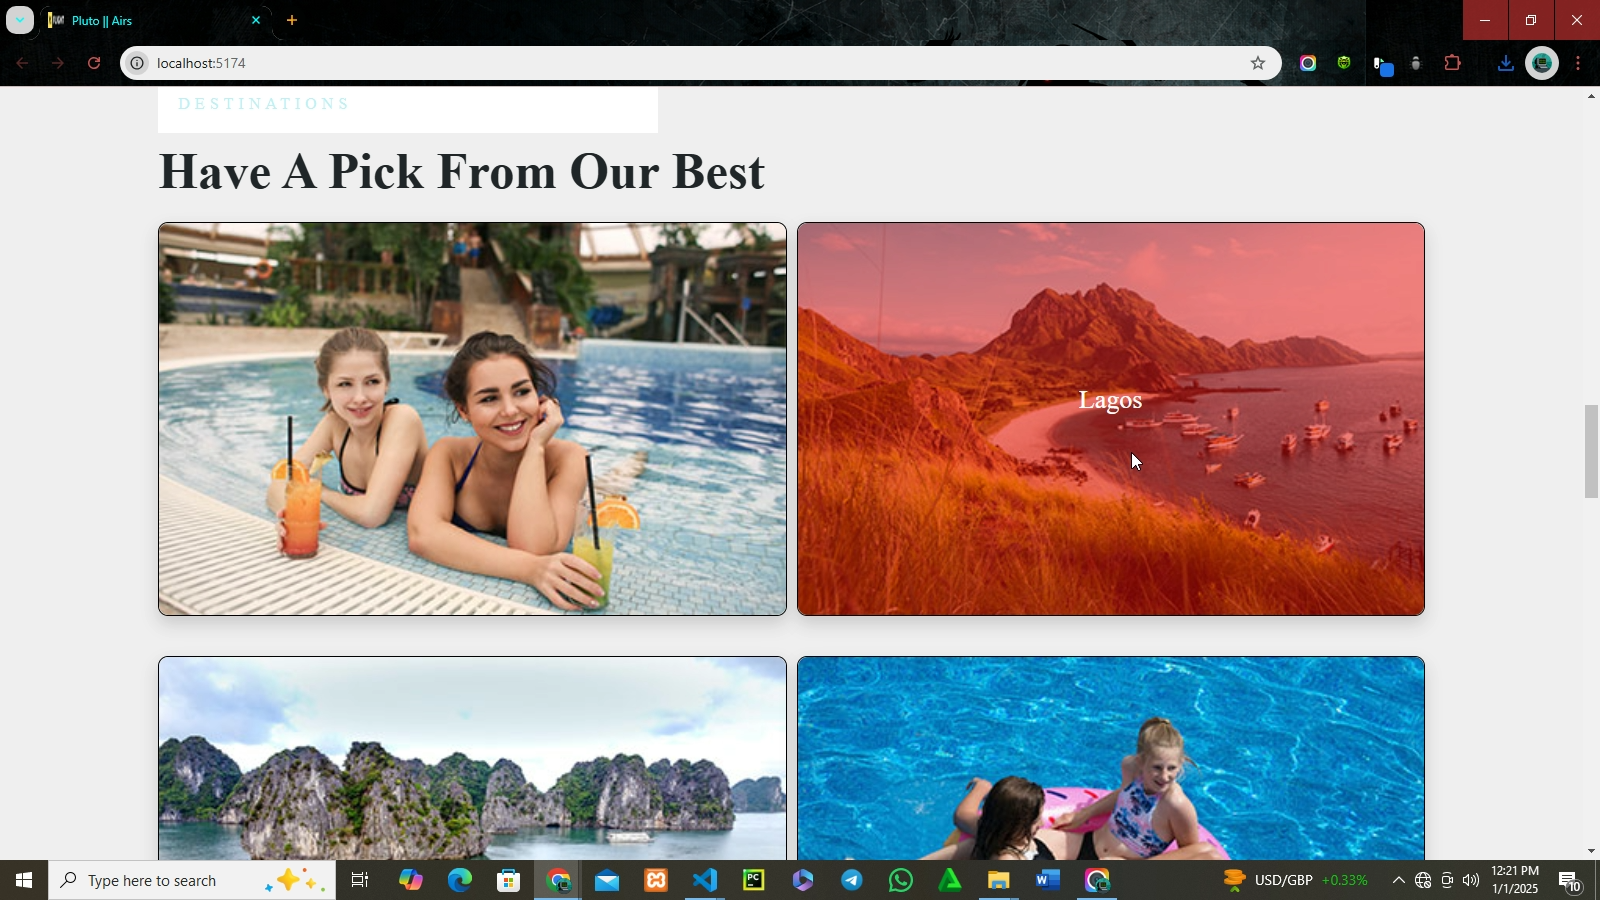 Pluto || Airs
localhost:5174
DESTINATIONS
Have A Pick From Our Best
Lagos
Type here to search
PC
USD/GBP +0.33%
12:21 PM
1/1/2025
10